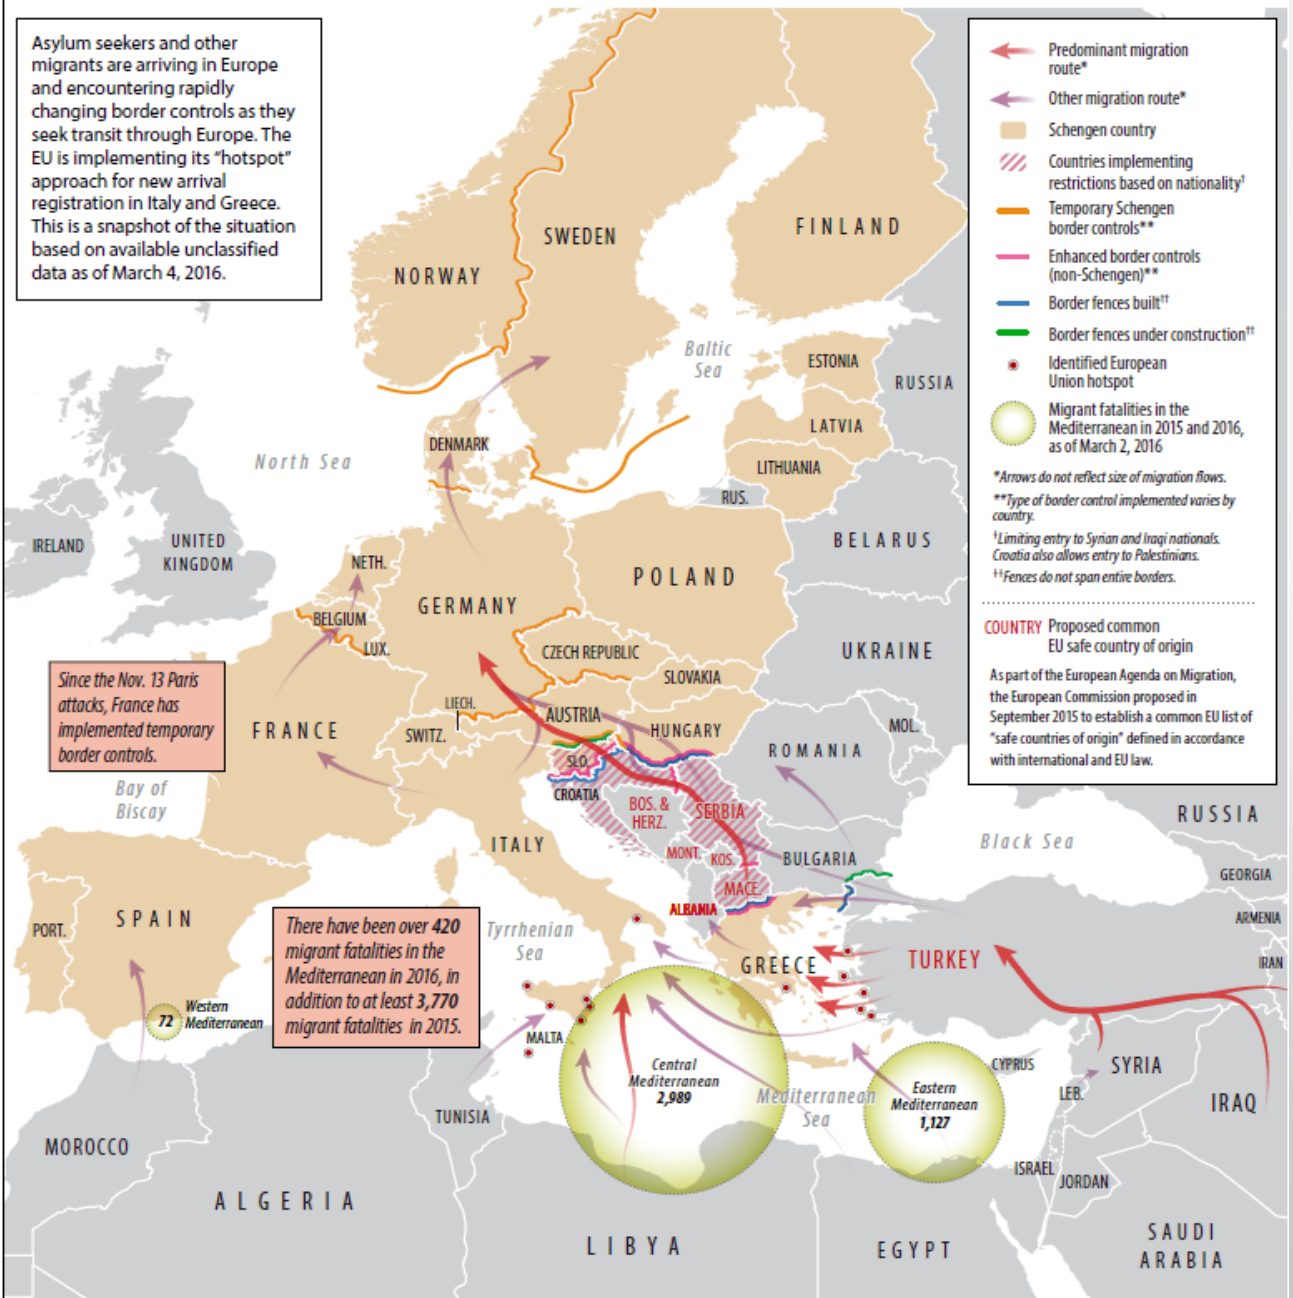 Asylum seekers and other
migrants are arriving in Europe
and encountering rapidly
changing border controls as they
seek transit through Europe. The
EU is implementing its “hotspot”
approach for new arrival
registration in Italy and Greece.
This is a snapshot of the situation
based on available unclassified
data as of March 4, 2016.
Predominant migration
route*
Other migration route*
Schengen country
Countries implementing
restrictions based on nationality†
Temporary Schengen
border controls**
Enhanced border controls
(non-Schengen)**
Border fences built††
Border fences under construction††
Identified European
Union hotspot
Migrant fatalities in the
Mediterranean in 2015 and 2016,
as of March 2, 2016
*Arrows do not reflect size of migration flows.
**Type of border control implemented varies by
country.
†Limiting entry to Syrian and Iraqi nationals.
Croatia also allows entry to Palestinians.
††Fences do not span entire borders.
COUNTRY Proposed common
EU safe country of origin
As part of the European Agenda on Migration,
the European Commission proposed in
September 2015 to establish a common EU list of
“safe countries of origin” defined in accordance
with international and EU law.
FINLAND
SWEDEN
NORWAY
Baltic
Sea
ESTONIA
RUSSIA
LATVIA
DENMARK
North Sea
LITHUANIA
RUS.
IRELAND
UNITED
KINGDOM
BELARUS
NETH.
POLAND
GERMANY
BELGIUM
LUX.
CZECH REPUBLIC
UKRAINE
SLOVAKIA
Since the Nov. 13 Paris
attacks, France has
implemented temporary
border controls.
LIECH.
AUSTRIA
FRANCE
SWITZ.
HUNGARY
MOL.
ROMANIA
SLO.
Bay of
Biscay
CROATIA
BOS. &
HERZ.
SERBIA
RUSSIA
ITALY
Black Sea
MONT.
KOS.
BULGARIA
GEORGIA
MACE.
ALBANIA
SPAIN
PORT.
ARMENIA
There have been over 420
migrant fatalities in the
Mediterranean in 2016, in
addition to at least 3,770
migrant fatalities in 2015.
Tyrrhenian
Sea
GREECE
TURKEY
IRAN
72
Western
Mediterranean
MALTA
Central
Mediterranean
2,989
Mediterranean
Sea
Eastern
Mediterranean
1,127
CYPRUS
SYRIA
LEB.
IRAQ
TUNISIA
MOROCCO
ISRAEL
JORDAN
ALGERIA
LIBYA
EGYPT
SAUDI
ARABIA